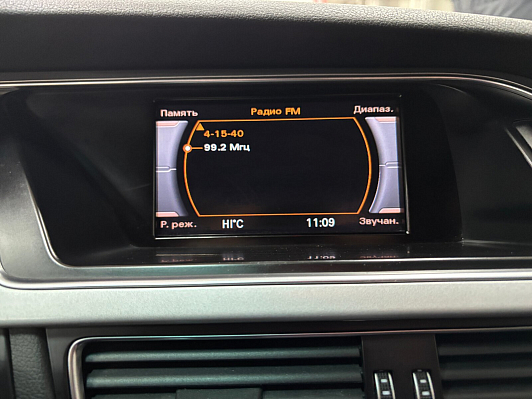 Память Радио FM Диапаз.
4-15-40
99.2 Мгц
Р. реж. HI°C 11:09 Звучан.